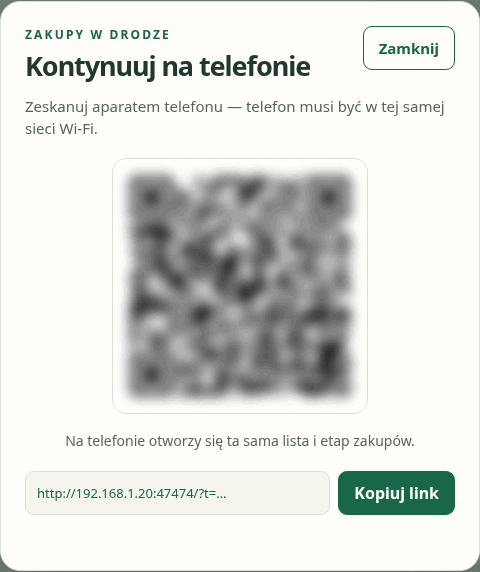 ZAKUPY W DRODZE
Kontynuuj na telefonie
Zamknij
Zeskanuj aparatem telefonu — telefon musi być w tej samej
sieci Wi-Fi.
Na telefonie otworzy się ta sama lista i etap zakupów.
http://192.168.1.20:47474/?t=...
Kopiuj link